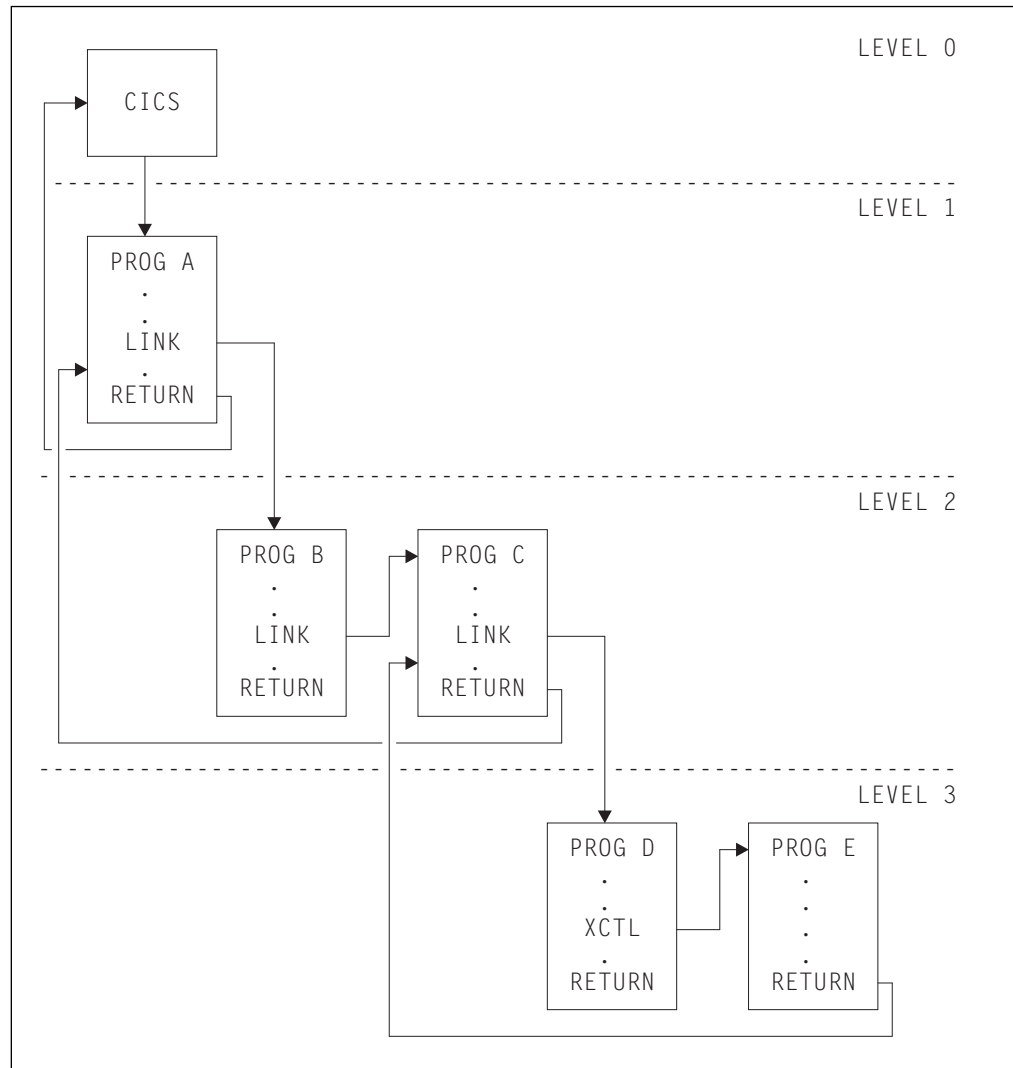 LEVEL 0
CICS
LEVEL 1
PROG A
.
.
LINK
.
RETURN
LEVEL 2
PROG B
.
.
LINK
.
RETURN
PROG C
.
.
LINK
.
RETURN
LEVEL 3
PROG D
.
.
XCTL
.
RETURN
PROG E
.
.
.
.
RETURN